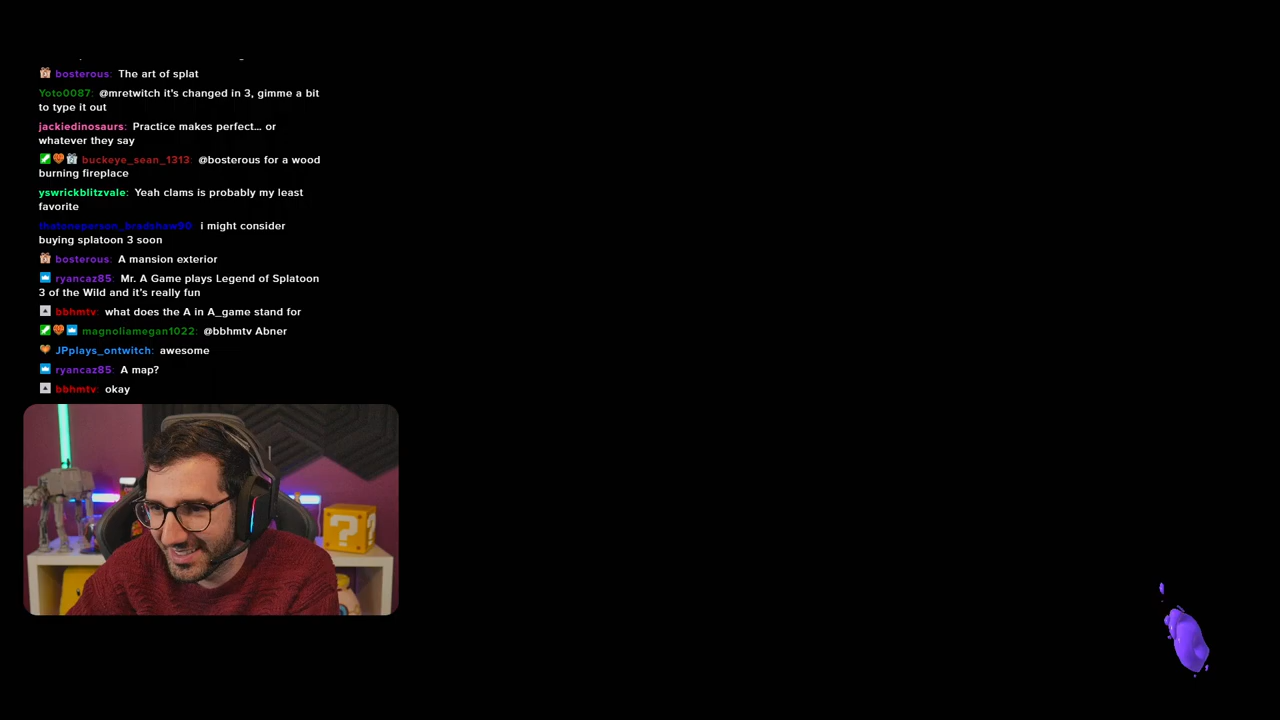 bosterous: The art of splat
Yoto0087: @mretwitch it's changed in 3, gimme a bit
to type it out
jackiedinosaurs: Practice makes perfect... or
whatever they say
buckeye_sean_1313: @bosterous for a wood
burning fireplace
yswrickblitzvale: Yeah clams is probably my least
favorite
thetoneperson_bradshaw90: i might consider
buying splatoon 3 soon
bosterous: A mansion exterior
ryancaz85: Mr. A Game plays Legend of Splatoon
3 of the Wild and it's really fun
bbhmtv: what does the A in A_game stand for
magnoliamegan1022: @bbhmtv Abner
JPplays_ontwitch: awesome
ryancaz85: A map?
bbhmtv: okay
?